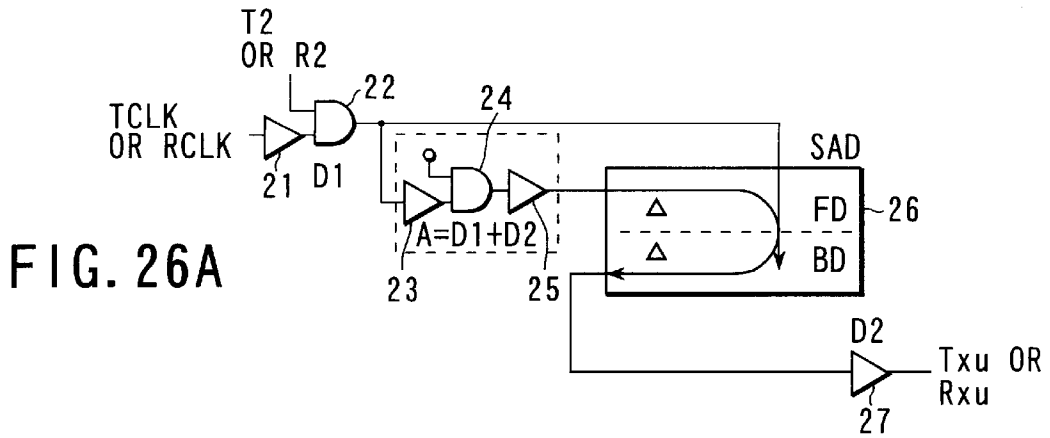 T2
OR R2
22
TCLK
OR RCLK
24
21
D1
SAD
FD
26
A=D1+D2
BD
FIG. 26A
23
25
D2
Txu OR
Rxu
27